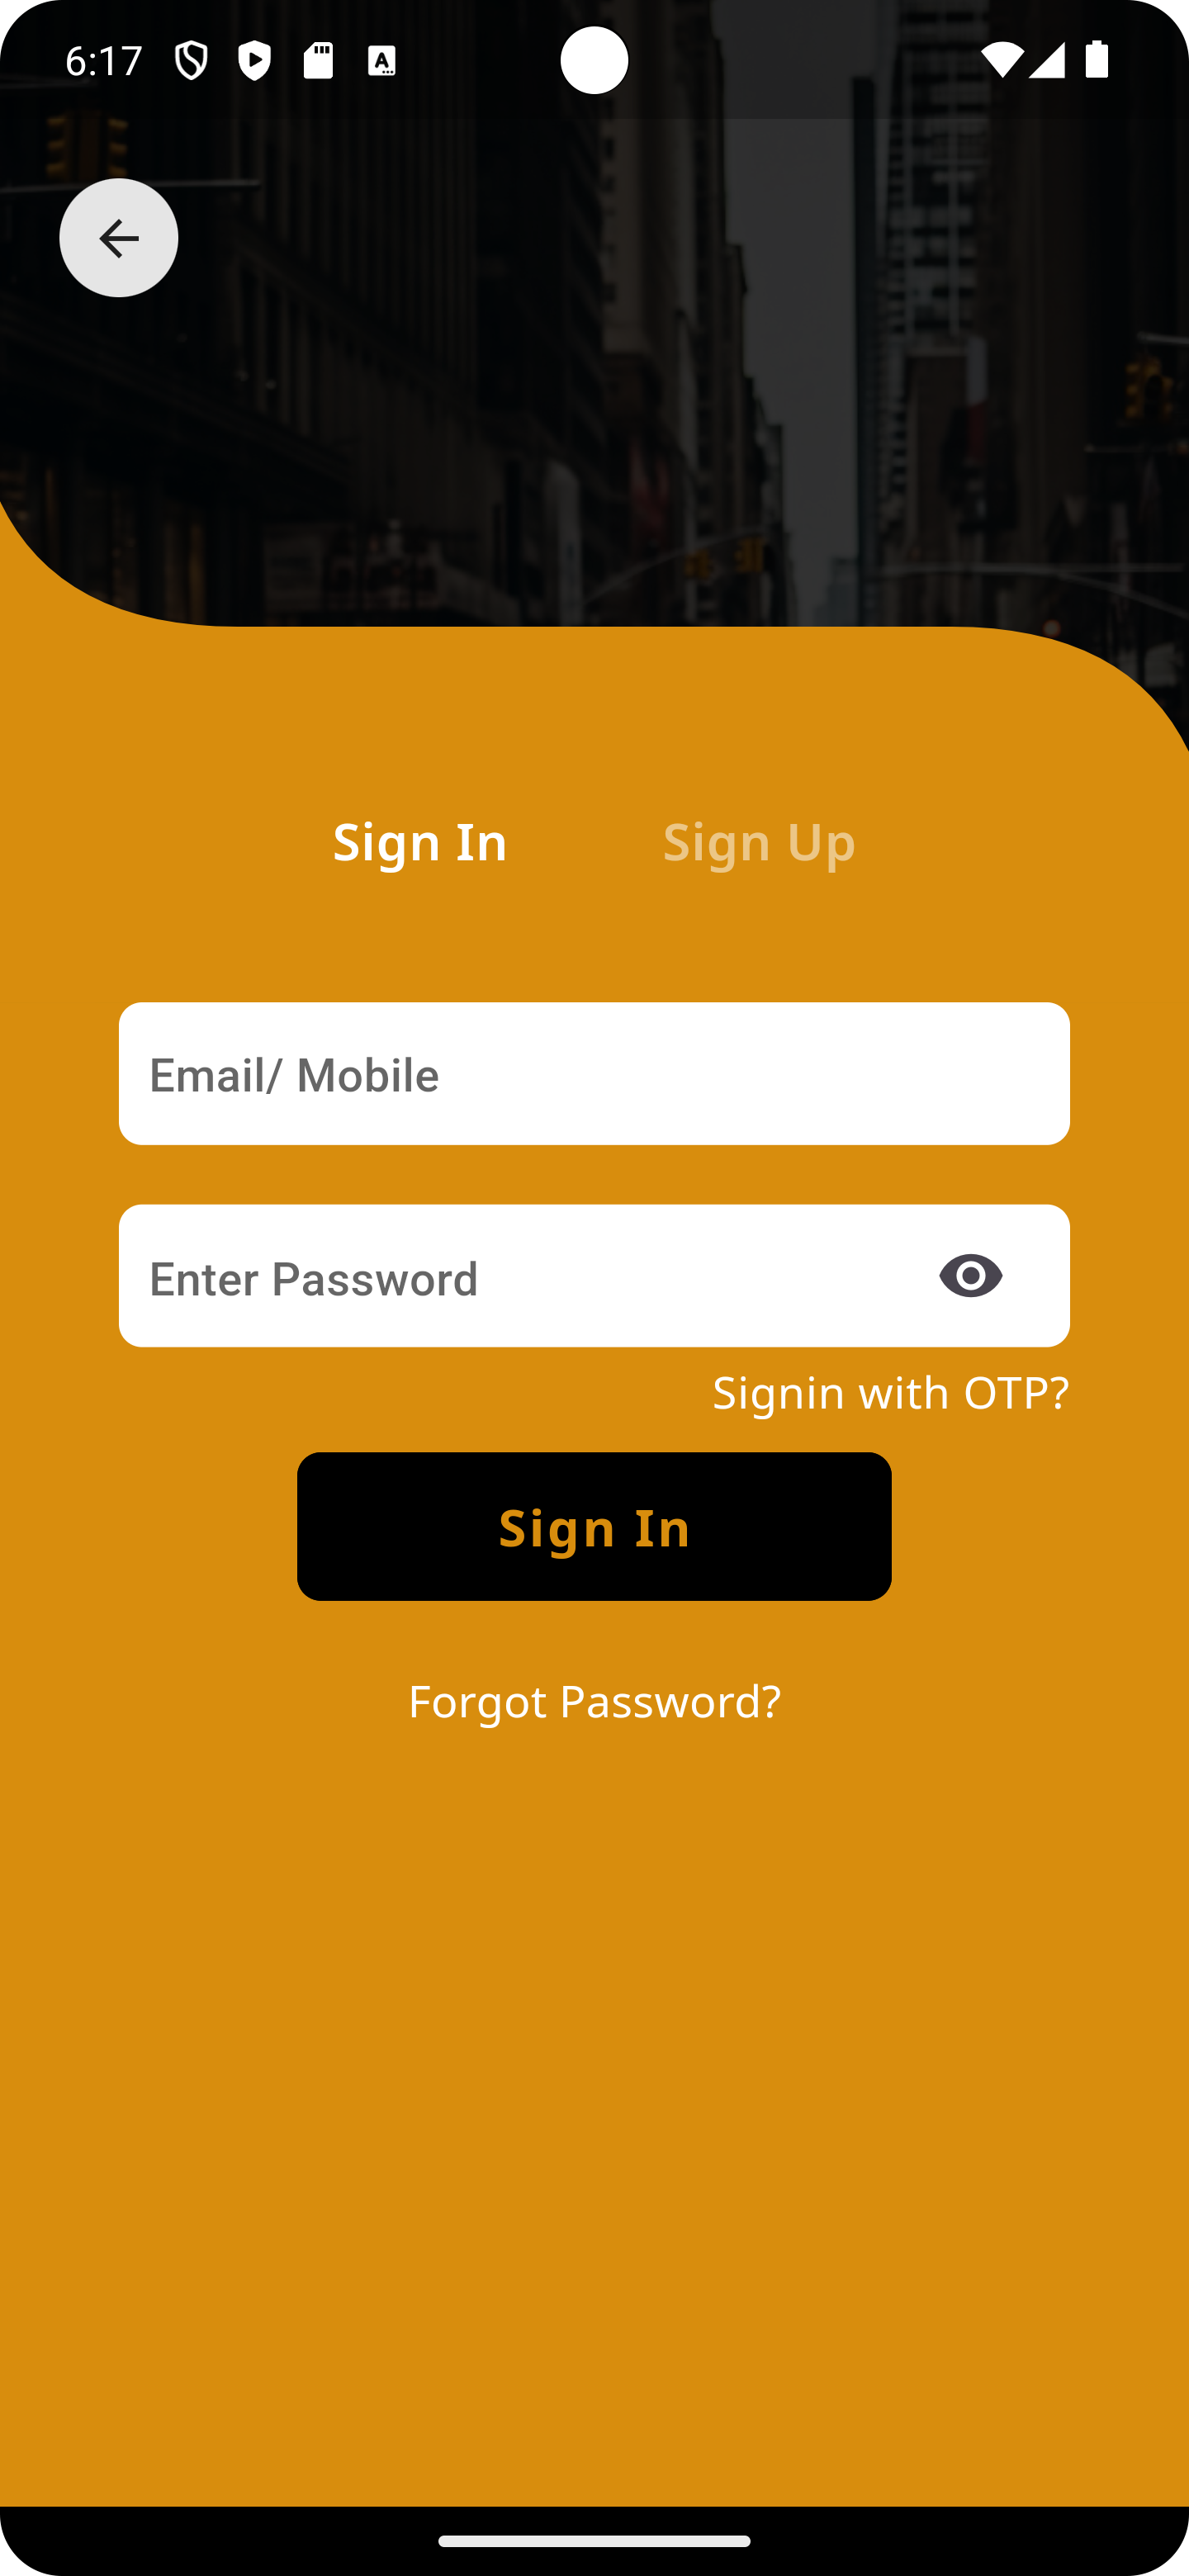 6:17
Sign In Sign Up
Email/ Mobile
Enter Password
Signin with OTP?
Sign In
Forgot Password?